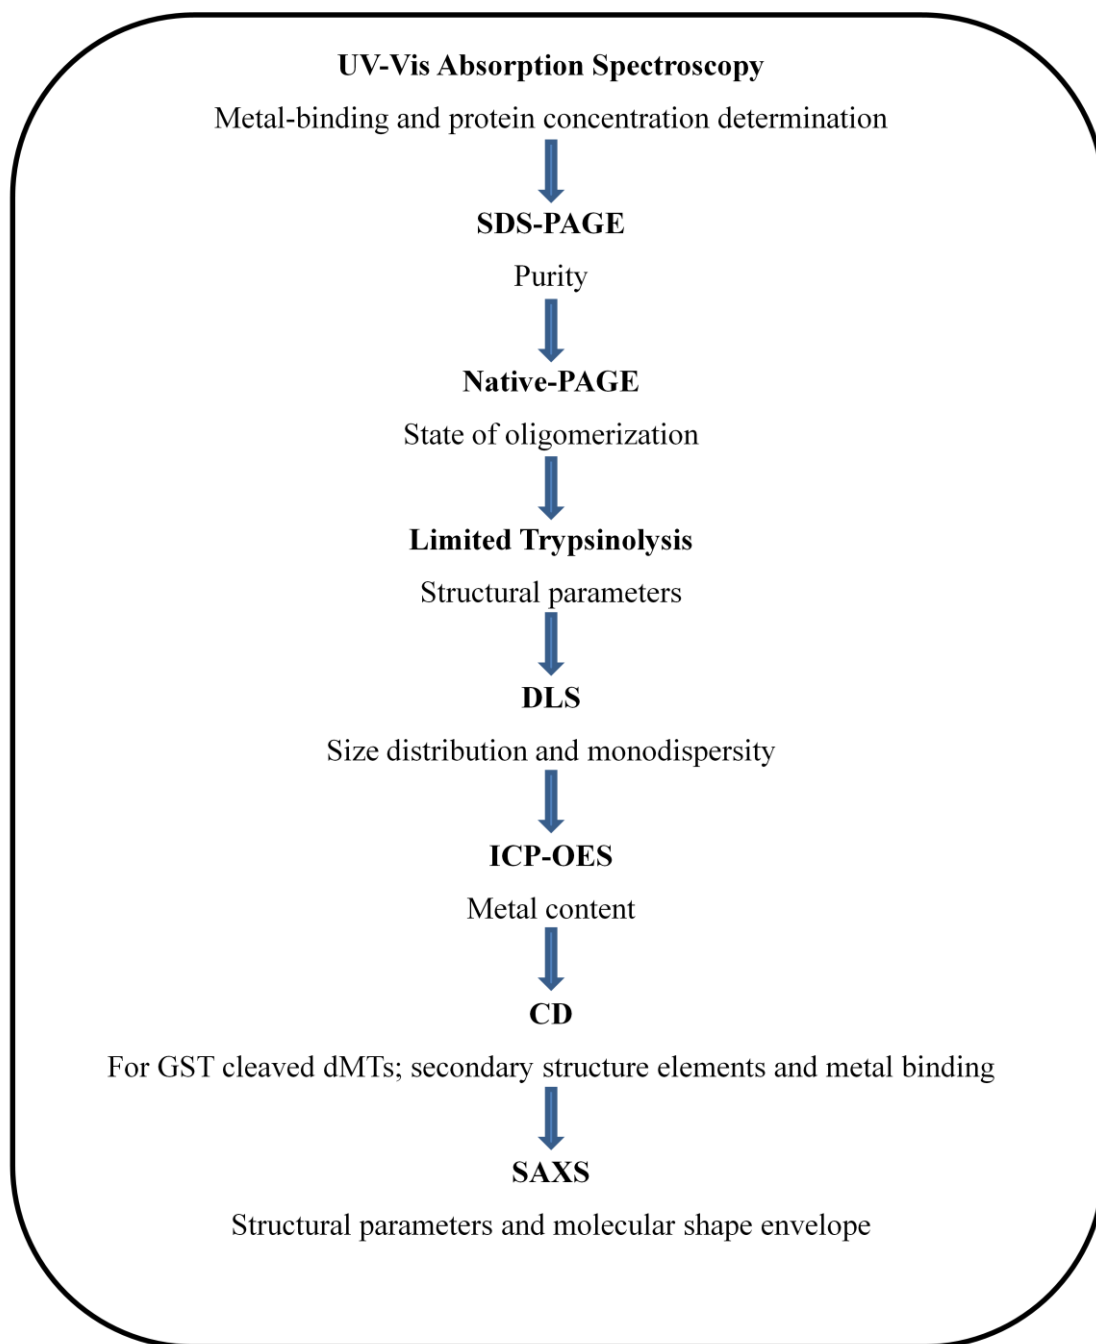 UV-Vis Absorption Spectroscopy
Metal-binding and protein concentration determination
SDS-PAGE
Purity
Native-PAGE
State of oligomerization
Limited Trypsinolysis
Structural parameters
DLS
Size distribution and monodispersity
ICP-OES
Metal content
CD
For GST cleaved dMTs; secondary structure elements and metal binding
SAXS
Structural parameters and molecular shape envelope